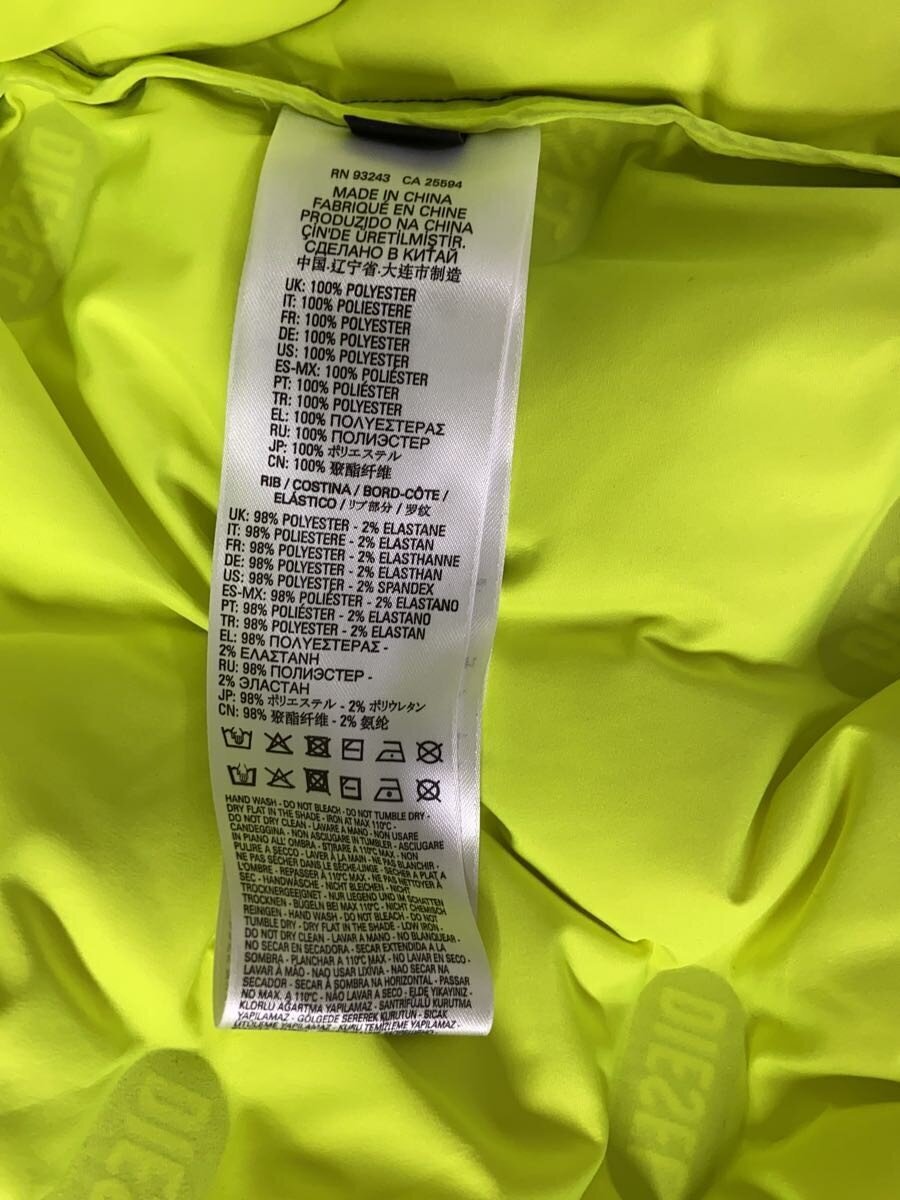 RN 93243 CA 25594
MADE IN CHINA
FABRIQUÉ EN CHINE
PRODUZIDO NA CHINA
ÇİN'DE ÜRETİLMİŞTİR.
СДЕЛАНО В КИТАЙ
中国.辽宁省.大连市制造
UK: 100% POLYESTER
IT: 100% POLIESTERE
FR: 100% POLYESTER
DE: 100% POLYESTER
US: 100% POLYESTER
ES-MX: 100% POLIÉSTER
PT: 100% POLIÉSTER
TR: 100% POLYESTER
EL: 100% ΠΟΛΥΕΣΤΕΡΑΣ
RU: 100% ПОЛИЭСТЕР
JP: 100% ポリエステル
CN: 100% 聚酯纤维
RIB / COSTINA / BORD-CÔTE /
ELÁSTICO / リブ部分 / 罗纹
UK: 98% POLYESTER - 2% ELASTANE
IT: 98% POLIESTERE - 2% ELASTAN
FR: 98% POLYESTER - 2% ELASTHANNE
DE: 98% POLYESTER - 2% ELASTHAN
US: 98% POLYESTER - 2% SPANDEX
ES-MX: 98% POLIÉSTER - 2% ELASTANO
PT: 98% POLIÉSTER - 2% ELASTANO
TR: 98% POLYESTER - 2% ELASTAN
EL: 98% ΠΟΛΥΕΣΤΕΡΑΣ -
2% ΕΛΑΣΤΑΝΗ
RU: 98% ПОЛИЭСТЕР -
2% ЭЛАСТАН
JP: 98% ポリエステル - 2% ポリウレタン
CN: 98% 聚酯纤维 - 2% 氨纶
HAND WASH - DO NOT BLEACH - DO NOT TUMBLE DRY -
DRY FLAT IN THE SHADE - IRON AT MAX 110°C -
DO NOT DRY CLEAN - LAVARE A MANO - NON USARE
CANDEGGINA - NON ASCIUGARE IN TUMBLER - ASCIUGARE
IN PIANO ALL' OMBRA - STIRARE A 110°C MAX - NON
PULIRE A SECCO - LAVER À LA MAIN - NE PAS BLANCHIR -
NE PAS SÉCHER DANS LE SÈCHE-LINGE - SÉCHER A PLAT A
L'OMBRE - REPASSER A 110°C MAX - NE PAS NETTOYER À
SEC - HANDWÄSCHE - NICHT BLEICHEN - NICHT
TROCKNERGEEIGNET - NUR LIEGEND UND IM SCHATTEN
TROCKNEN - BÜGELN BEI MAX 110°C - NICHT CHEMISCH
REINIGEN - HAND WASH - DO NOT BLEACH - DO NOT
TUMBLE DRY - DRY FLAT IN THE SHADE - LOW IRON -
DO NOT DRY CLEAN - LAVAR A MANO - NO BLANQUEAR -
NO SECAR EN SECADORA - SECAR EXTENDIDA A LA
SOMBRA - PLANCHAR A 110°C MAX - NO LAVAR EN SECO -
LAVAR À MÃO - NAO USAR LIXÍVIA - NAO SECAR NA
SECADOR - SECAR À SOMBRA NA HORIZONTAL - PASSAR
NO MAX. A 110°C - NÃO LAVAR A SECO - ELDE YIKAYINIZ -
KLORLU AĞARTMA YAPILAMAZ - SANTRİFÜJLÜ KURUTMA
YAPILAMAZ - GÖLGEDE SEREREK KURUTUN - SICAK
ÜTÜLEME YAPILAMAZ - KURU TEMİZLEME YAPILAMAZ -
DIESEL
DIESEL
DIESEL
DIES